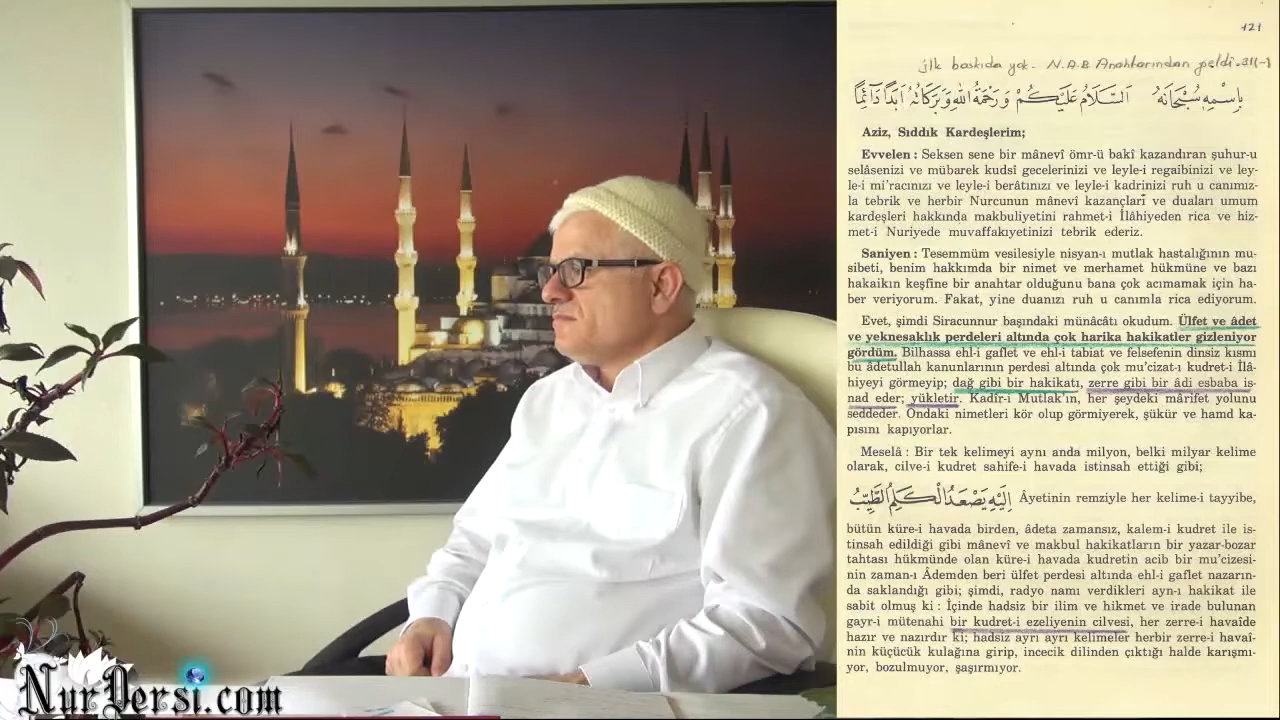 121
ilk baskıda yok. N.A.B Anahtarından geldi.
بِاسْمِهِ سُبْحَانَهُ اَلسَّلَامُ عَلَيْكُمْ وَرَحْمَةُ اللهِ وَبَرَكَاتُهُ اَبَدًا دَائِمًا
Aziz, Sıddık Kardeşlerim;
Evvelen : Seksen sene bir mânevî ömr-ü bakî kazandıran şuhur-u
selâsenizi ve mübarek kudsî gecelerinizi ve leyle-i regaibinizi ve ley-
le-i mi'racınızı ve leyle-i berâtınızı ve leyle-i kadrinizi ruh u canımız-
la tebrik ve herbir Nurcunun mânevî kazançları ve duaları umum
kardeşleri hakkında makbuliyetini rahmet-i İlâhiyeden rica ve hiz-
met-i Nuriyede muvaffakıyetinizi tebrik ederiz.
Saniyen : Tesemmüm vesilesiyle nisyan-ı mutlak hastalığının mu-
sibeti, benim hakkımda bir nimet ve merhamet hükmüne ve bazı
hakaikın keşfine bir anahtar olduğunu bana çok acımamak için ha-
ber veriyorum. Fakat, yine duanızı ruh u canımla rica ediyorum.
Evet, şimdi Siracunnur başındaki münâcâtı okudum. Ülfet ve âdet
ve yeknesaklık perdeleri altında çok harika hakikatler gizleniyor
gördüm. Bilhassa ehl-i gaflet ve ehl-i tabiat ve felsefenin dinsiz kısmı
bu âdetullah kanunlarının perdesi altında çok mu'cizat-ı kudret-i İlâ-
hiyeyi görmeyip; dağ gibi bir hakikatı, zerre gibi bir âdi esbaba is-
nad eder; yükletir. Kadîr-i Mutlak'ın, her şeydeki mârifet yolunu
seddeder. Ondaki nimetleri kör olup görmiyerek, şükür ve hamd ka-
pısını kapıyorlar.
Meselâ : Bir tek kelimeyi aynı anda milyon, belki milyar kelime
olarak, cilve-i kudret sahife-i havada istinsah ettiği gibi;
اِلَيْهِ يَصْعَدُ الْكَلِمُ الطَّيِّبُ Âyetinin remziyle her kelime-i tayyibe,
bütün küre-i havada birden, âdeta zamansız, kalem-i kudret ile is-
tinsah edildiği gibi mânevî ve makbul hakikatların bir yazar-bozar
tahtası hükmünde olan küre-i havada kudretin acib bir mu'cizesi-
nin zaman-ı Âdemden beri ülfet perdesi altında ehl-i gaflet nazarın-
da saklandığı gibi; şimdi, radyo namı verdikleri ayn-ı hakikat ile
sabit olmuş ki : İçinde hadsiz bir ilim ve hikmet ve irade bulunan
gayr-i mütenahi bir kudret-i ezeliyenin cilvesi, her zerre-i havaîde
hazır ve nazırdır ki; hadsiz ayrı ayrı kelimeler herbir zerre-i havai-
nin küçücük kulağına girip, incecik dilinden çıktığı halde karışmı-
yor, bozulmuyor, şaşırmıyor.
NurDersi.com